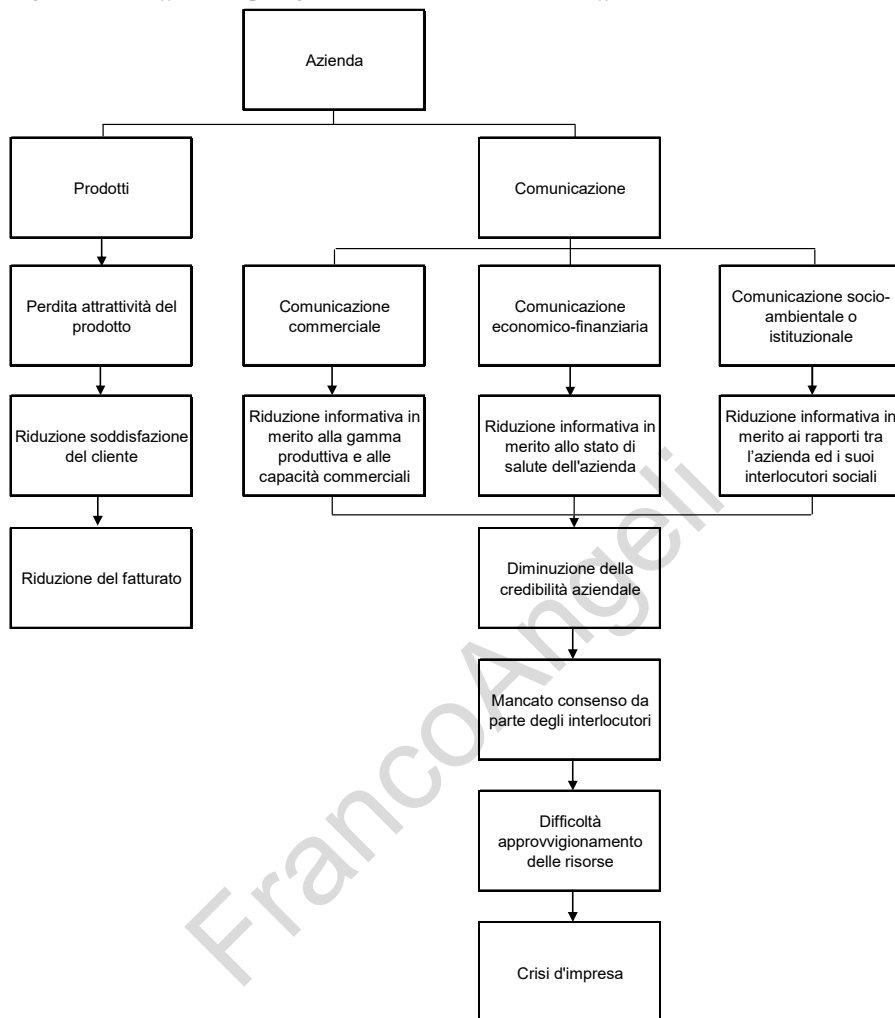 Azienda
Prodotti
Comunicazione
Perdita attrattività del
prodotto
Comunicazione
commerciale
Comunicazione
economico-finanziaria
Comunicazione socio-
ambientale o
istituzionale
Riduzione soddisfazione
del cliente
Riduzione informativa in
merito alla gamma
produttiva e alle
capacità commerciali
Riduzione informativa in
merito allo stato di
salute dell'azienda
Riduzione informativa in
merito ai rapporti tra
l'azienda ed i suoi
interlocutori sociali
Riduzione del fatturato
Diminuzione della
credibilità aziendale
Mancato consenso da
parte degli interlocutori
Difficoltà
approvvigionamento
delle risorse
Crisi d'impresa
FrancoAngeli